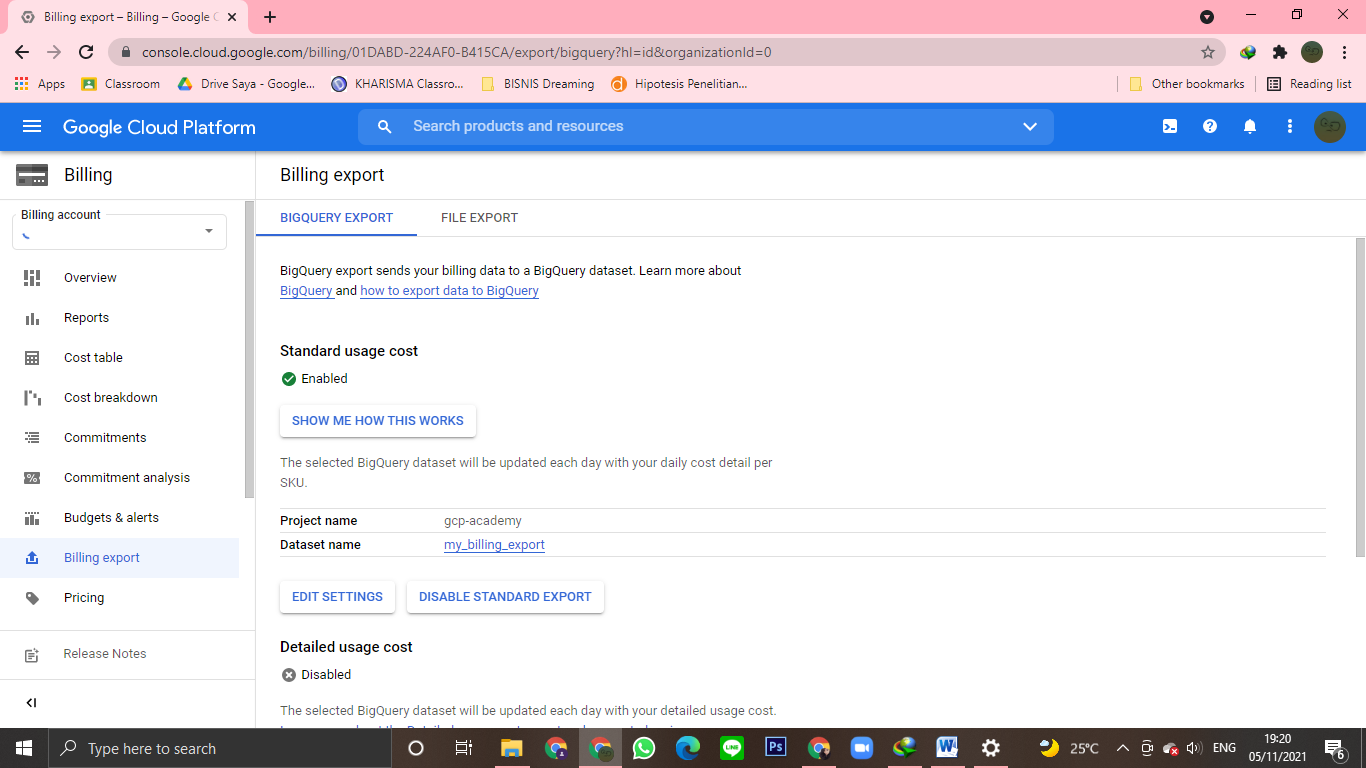 Billing export – Billing – Google C
console.cloud.google.com/billing/01DABD-224AF0-B415CA/export/bigquery?hl=id&organizationId=0
Apps
Classroom
Drive Saya - Google...
KHARISMA Classro...
BISNIS Dreaming
Hipotesis Penelitian...
Other bookmarks
Reading list
Google Cloud Platform
Search products and resources
Billing
Billing export
Billing account
BIGQUERY EXPORT
FILE EXPORT
Overview
Reports
Cost table
Cost breakdown
Commitments
Commitment analysis
Budgets & alerts
Billing export
Pricing
Release Notes
BigQuery export sends your billing data to a BigQuery dataset. Learn more about
BigQuery and how to export data to BigQuery
Standard usage cost
Enabled
SHOW ME HOW THIS WORKS
The selected BigQuery dataset will be updated each day with your daily cost detail per
SKU.
Project name gcp-academy
Dataset name my_billing_export
EDIT SETTINGS
DISABLE STANDARD EXPORT
Detailed usage cost
Disabled
The selected BigQuery dataset will be updated each day with your detailed usage cost.
Type here to search
LINE
Ps
25°C
ENG
19:20
05/11/2021
6